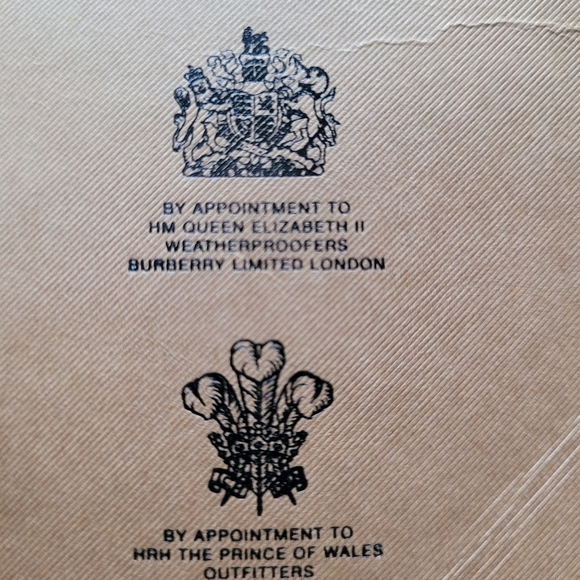 BY APPOINTMENT TO
HM QUEEN ELIZABETH II
WEATHERPROOFERS
BURBERRY LIMITED LONDON
BY APPOINTMENT TO
HRH THE PRINCE OF WALES
OUTFITTERS